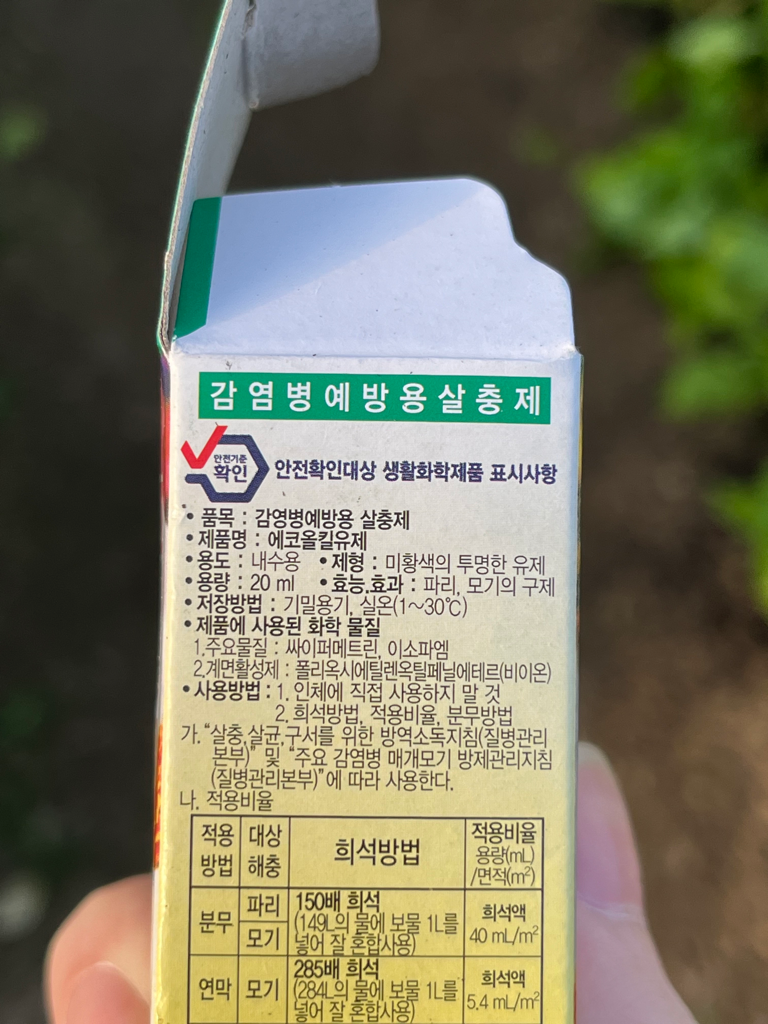 감염병예방용살충제
안전기준
확인
안전확인대상 생활화학제품 표시사항
• 품목 : 감염병예방용 살충제
• 제품명 : 에코올킬유제
• 용도 : 내수용 • 제형 : 미황색의 투명한 유제
• 용량 : 20 ml • 효능.효과 : 파리, 모기의 구제
• 저장방법 : 기밀용기, 실온(1~30℃)
• 제품에 사용된 화학 물질
1.주요물질 : 싸이퍼메트린, 이소파엠
2.계면활성제 : 폴리옥시에틸렌옥틸페닐에테르(비이온)
• 사용방법 : 1. 인체에 직접 사용하지 말 것
2. 희석방법, 적용비율, 분무방법
가. “살충,살균,구서를 위한 방역소독지침(질병관리
본부)” 및 “주요 감염병 매개모기 방제관리지침
(질병관리본부)”에 따라 사용한다.
나. 적용비율
적용 방법 대상 해충 희석방법 적용비율
용량(mL)
/면적(m²)
분무 파리 모기 150배 희석
(149L의 물에 보물 1L를
넣어 잘 혼합사용)
희석액
40 mL/m²
연막 모기 285배 희석
(284L의 물에 보물 1L를
넣어 잘 혼합사용)
희석액
5.4 mL/m²